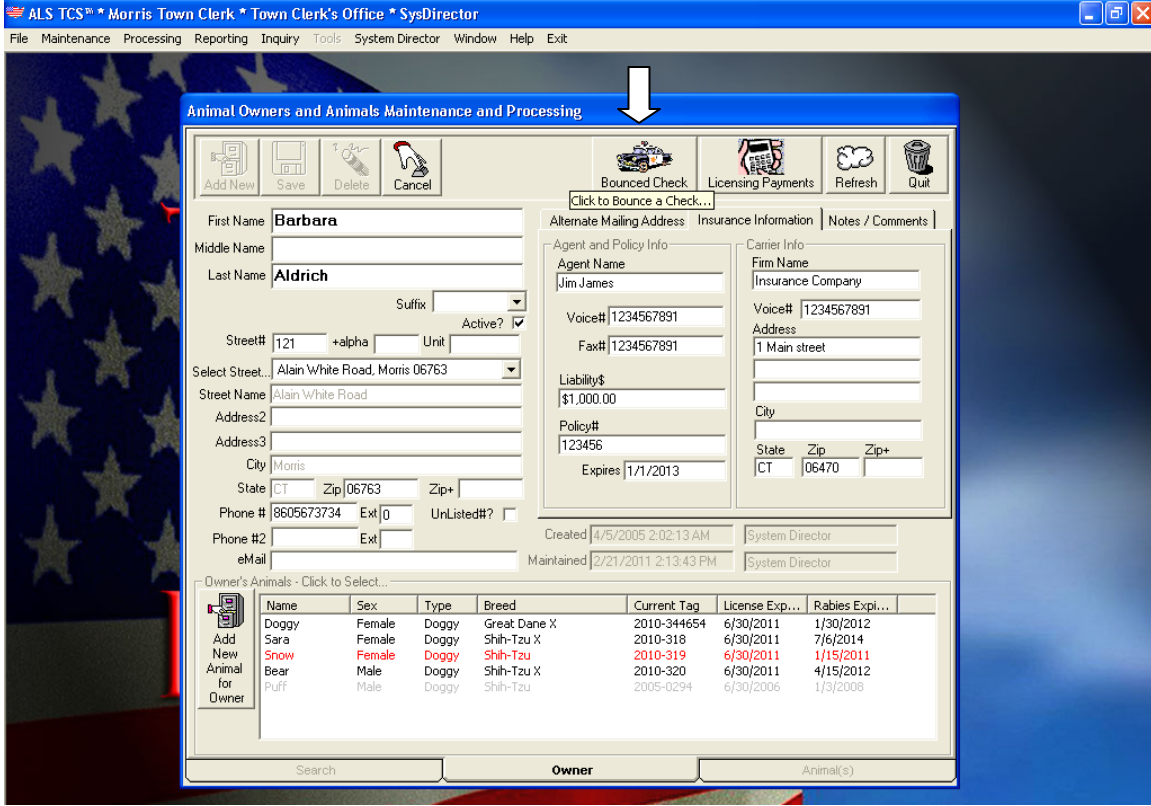 ALS TCS™ * Morris Town Clerk * Town Clerk's Office * SysDirector
File Maintenance Processing Reporting Inquiry Tools System Director Window Help Exit
Animal Owners and Animals Maintenance and Processing
Add New Save Delete Cancel Bounced Check Licensing Payments Refresh Quit
Click to Bounce a Check...
First Name Barbara
Middle Name
Last Name Aldrich
Suffix
Active?
Street# 121 +alpha Unit
Select Street... Alain White Road, Morris 06763
Street Name Alain White Road
Address2
Address3
City Morris
State CT Zip 06763 Zip+
Phone # 8605673734 Ext 0 UnListed#?
Phone #2 Ext
eMail
Alternate Mailing Address Insurance Information Notes / Comments
Agent and Policy Info
Agent Name
Jim James
Voice# 1234567891
Fax# 1234567891
Liability$
$1,000.00
Policy#
123456
Expires 1/1/2013
Carrier Info
Firm Name
Insurance Company
Voice# 1234567891
Address
1 Main street
City
State Zip Zip+
CT 06470
Created 4/5/2005 2:02:13 AM System Director
Maintained 2/21/2011 2:13:43 PM System Director
Owner's Animals - Click to Select...
Add New Animal for Owner
Name Sex Type Breed Current Tag License Exp... Rabies Expi...
Doggy Female Doggy Great Dane X 2010-344654 6/30/2011 1/30/2012
Sara Female Doggy Shih-Tzu X 2010-318 6/30/2011 7/6/2014
Snow Female Doggy Shih-Tzu 2010-319 6/30/2011 1/15/2011
Bear Male Doggy Shih-Tzu X 2010-320 6/30/2011 4/15/2012
Puff Male Doggy Shih-Tzu 2005-0294 6/30/2006 1/3/2008
Search Owner Animal(s)